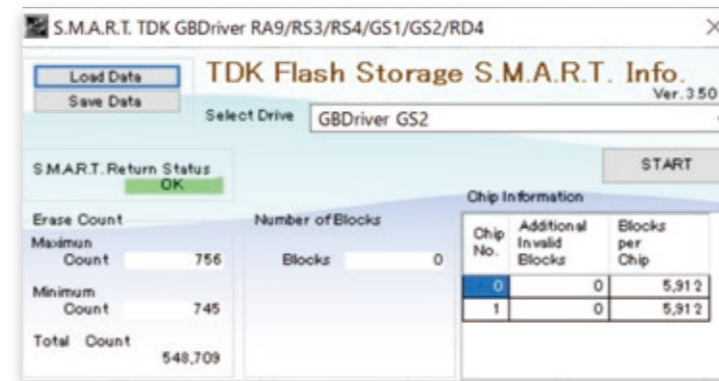 S.M.A.R.T. TDK GBDriver RA9/RS3/RS4/GS1/GS2/RD4
Load Data
Save Data
TDK Flash Storage S.M.A.R.T. Info.
Ver. 3.50
Select Drive GBDriver GS2
S.M.A.R.T. Return Status
OK
START
Erase Count
Maximun
Count 756
Minimum
Count 745
Total Count
548,709
Number of Blocks
Blocks 0
Chip Information
Chip No. Additional Invalid Blocks Blocks per Chip
0 0 5,912
1 0 5,912